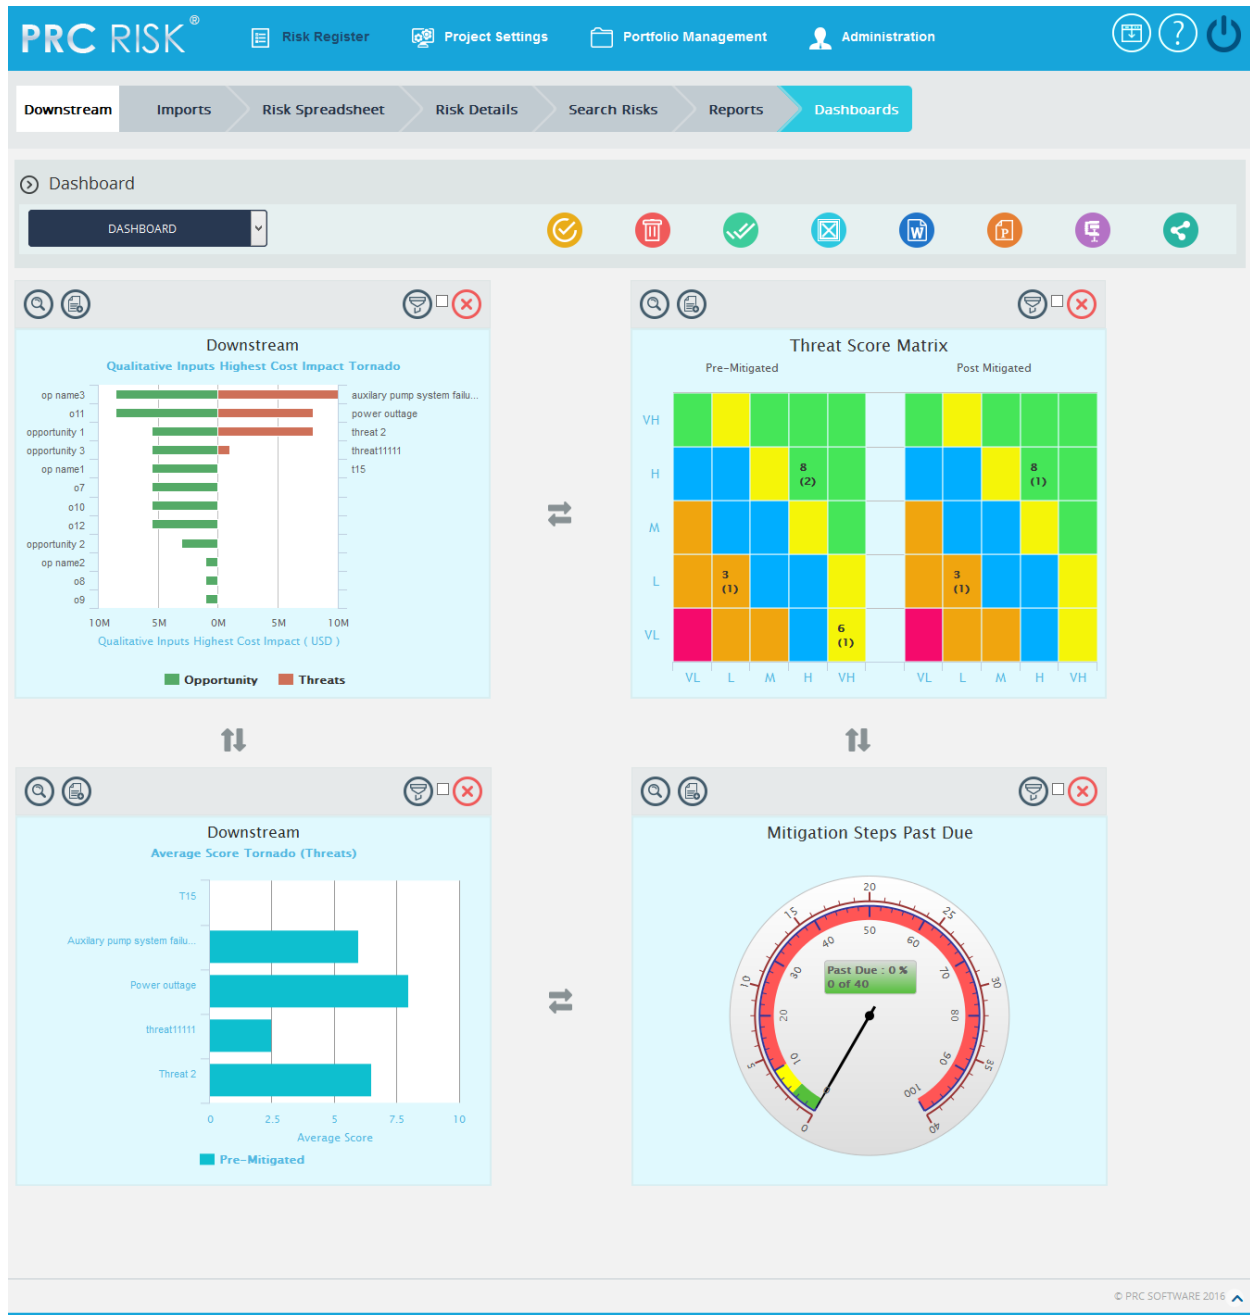 PRC RISK®
Risk Register
Project Settings
Portfolio Management
Administration
Downstream
Imports
Risk Spreadsheet
Risk Details
Search Risks
Reports
Dashboards
Dashboard
DASHBOARD
Downstream
Qualitative Inputs Highest Cost Impact Tornado
op name3
o11
opportunity 1
opportunity 3
op name1
o7
o10
o12
opportunity 2
op name2
o8
o9
auxilary pump system failu...
power outtage
threat 2
threat11111
t15
10M 5M 0M 5M 10M
Qualitative Inputs Highest Cost Impact ( USD )
Opportunity Threats
Threat Score Matrix
Pre-Mitigated Post Mitigated
VH
H 8 8
(2) (1)
M
L 3 3
(1) (1)
VL 6
(1)
VL L M H VH VL L M H VH
Downstream
Average Score Tornado (Threats)
T15
Auxilary pump system failu...
Power outtage
threat11111
Threat 2
0 2.5 5 7.5 10
Average Score
Pre-Mitigated
Mitigation Steps Past Due
0 5 10 15 20 25 30 35 40
0 10 20 30 40 50 60 70 80 90 100
Past Due : 0 %
0 of 40
© PRC SOFTWARE 2016